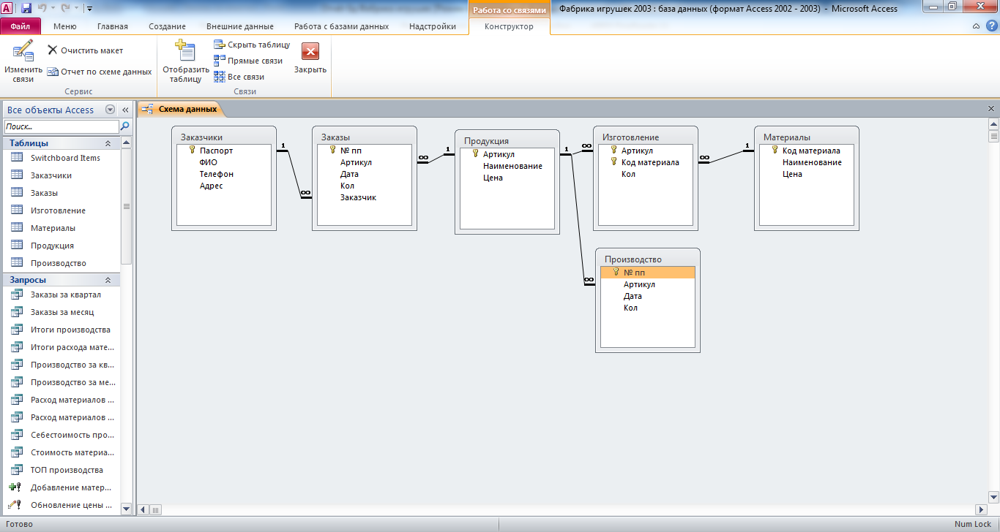 Работа со связями
Фабрика игрушек 2003 : база данных (формат Access 2002 - 2003) - Microsoft Access
Файл
Меню
Главная
Создание
Внешние данные
Работа с базами данных
Надстройки
Конструктор
Изменить связи
Очистить макет
Отчет по схеме данных
Сервис
Отобразить таблицу
Скрыть таблицу
Прямые связи
Все связи
Закрыть
Связи
Все объекты Access
Поиск...
Таблицы
Switchboard Items
Заказчики
Заказы
Изготовление
Материалы
Продукция
Производство
Запросы
Заказы за квартал
Заказы за месяц
Итоги производства
Итоги расхода мате...
Производство за кв...
Производство за ме...
Расход материалов ...
Расход материалов ...
Себестоимость про...
Стоимость материа...
ТОП производства
Добавление матер...
Обновление цены ...
Схема данных
Заказчики
Паспорт
ФИО
Телефон
Адрес
1
∞
Заказы
№ пп
Артикул
Дата
Кол
Заказчик
∞
1
Продукция
Артикул
Наименование
Цена
1
∞
Изготовление
Артикул
Код материала
Кол
∞
1
Материалы
Код материала
Наименование
Цена
∞
Производство
№ пп
Артикул
Дата
Кол
Готово
Num Lock